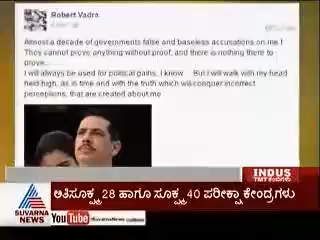 Robert Vadra
Almost a decade of governments false and baseless accusations on me !
They cannot prove anything without proof, and there is nothing there to
prove....
I will always be used for political gains, I know.... But I will walk with my head
held high, as in time and with the truth which will conquer incorrect
perceptions, that are created about me
INDUS
TMT ಕಂಬಿಗಳು
ಅತಿಸೂಕ್ಷ್ಮ 28 ಹಾಗೂ ಸೂಕ್ಷ್ಮ 40 ಪರೀಕ್ಷಾ ಕೇಂದ್ರಗಳು
SUVARNA
NEWS
YouTube